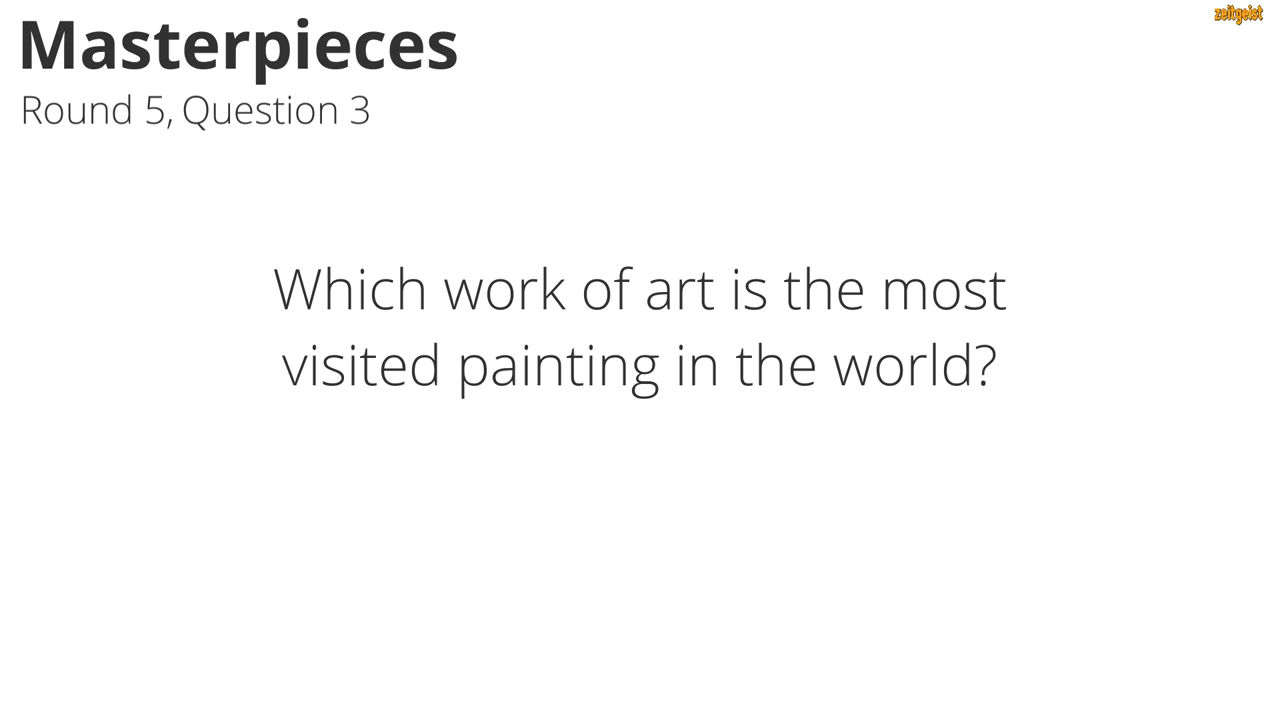 zeitgeist
Masterpieces
Round 5, Question 3
Which work of art is the most
visited painting in the world?